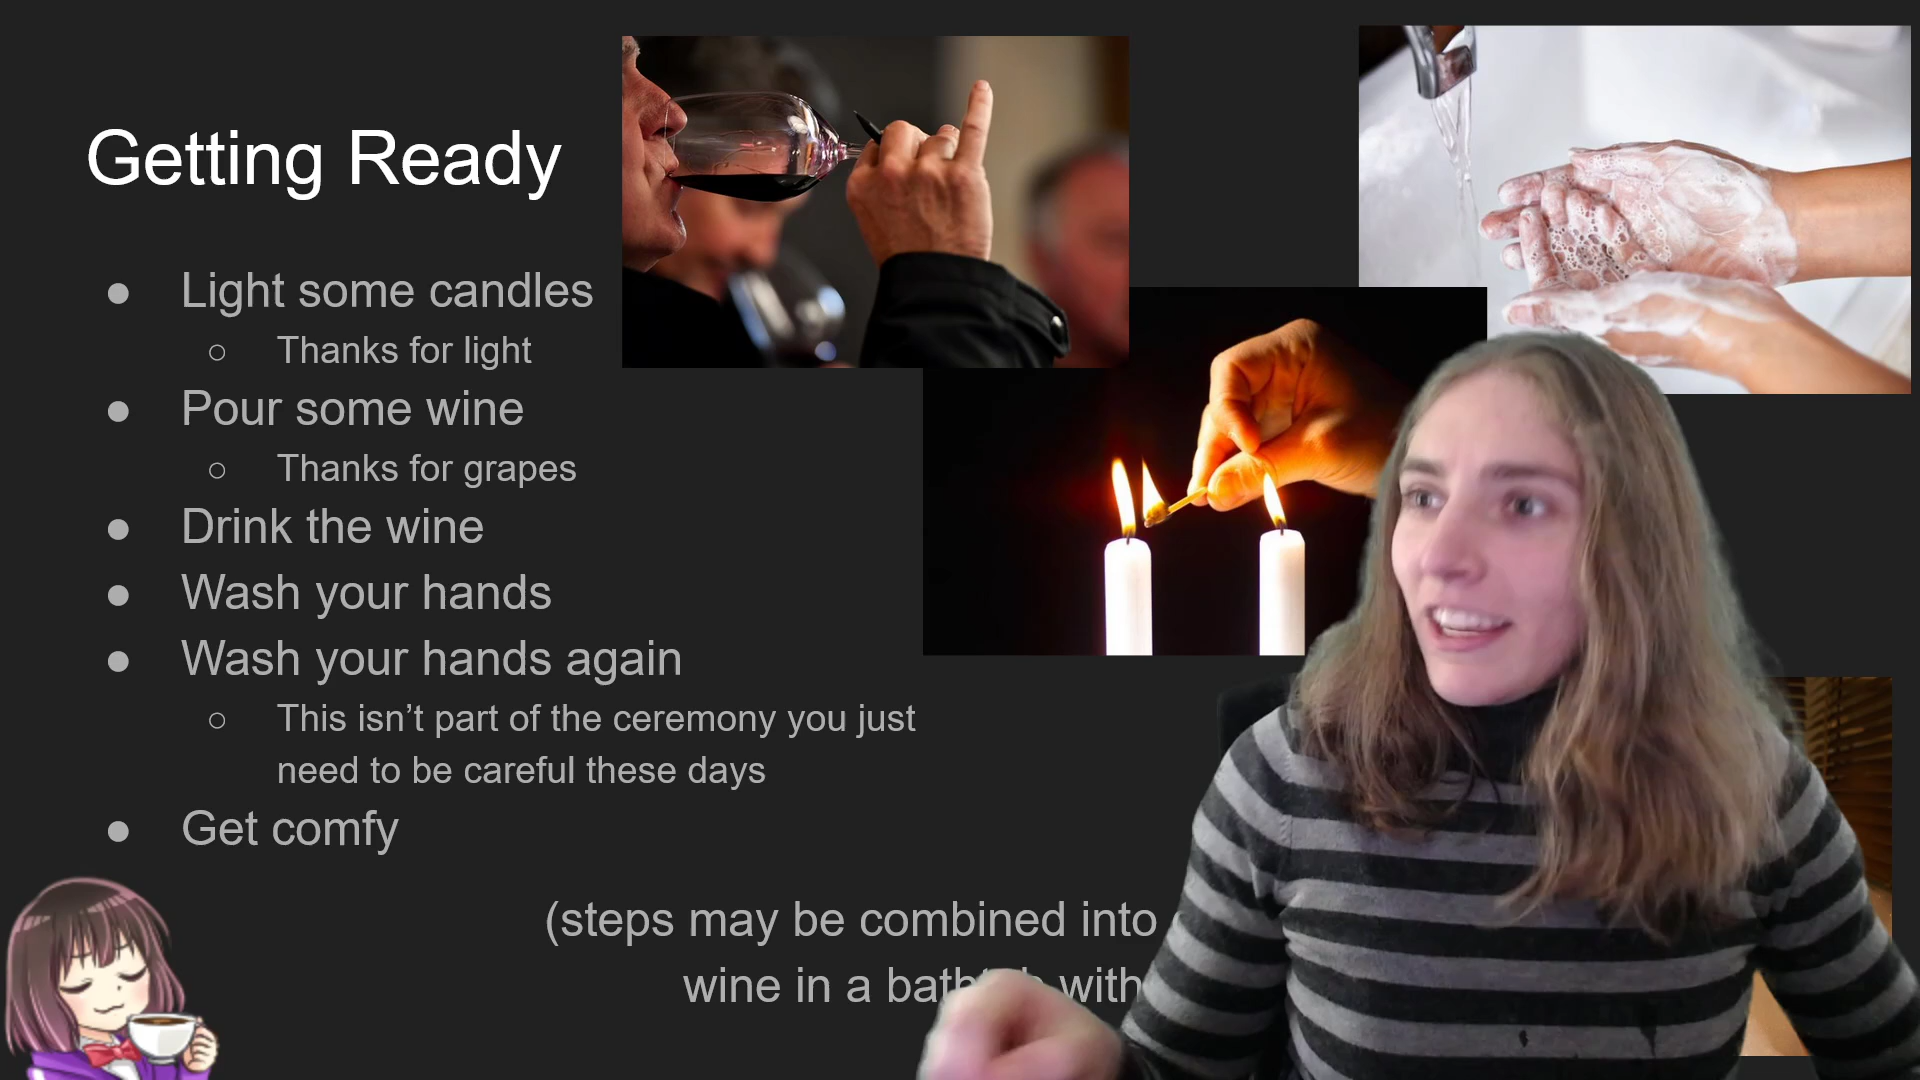 Getting Ready
● Light some candles
○ Thanks for light
● Pour some wine
○ Thanks for grapes
● Drink the wine
● Wash your hands
● Wash your hands again
○ This isn’t part of the ceremony you just
need to be careful these days
● Get comfy
(steps may be combined into
wine in a with